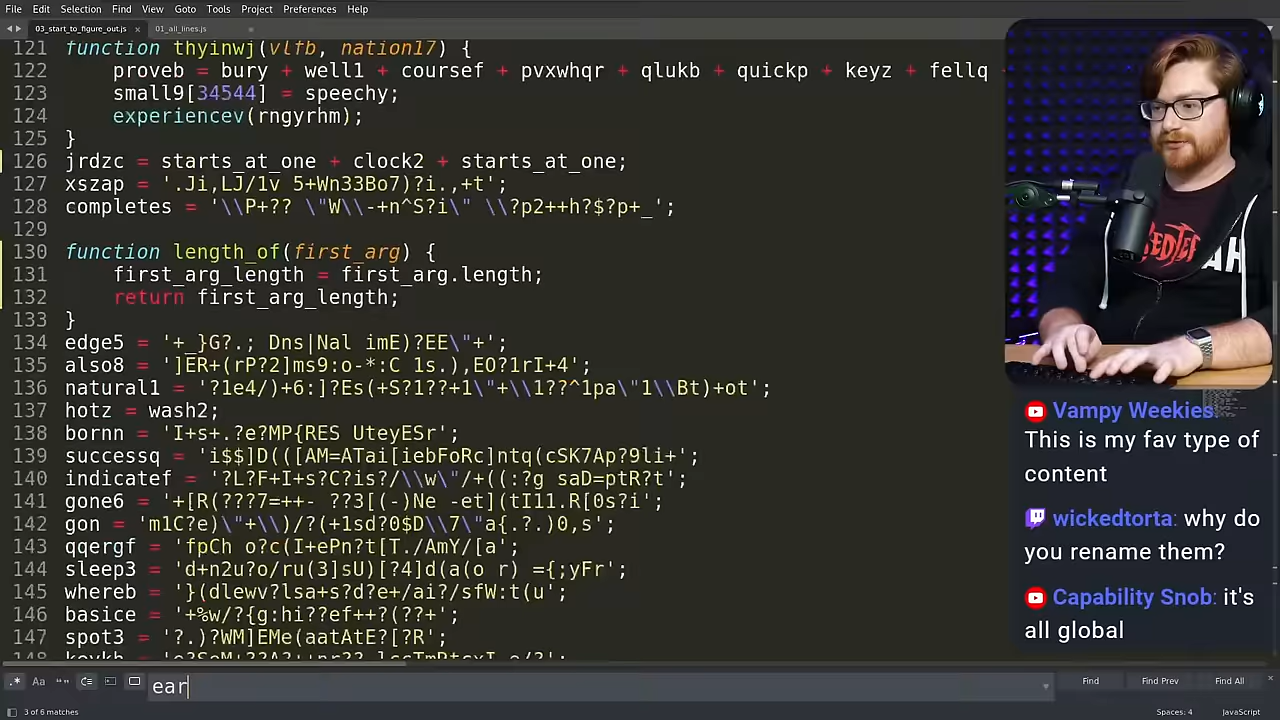 File Edit Selection Find View Goto Tools Project Preferences Help
03_start_to_figure_out.js × 01_all_lines.js
121 function thyinwj(vlfb, nation17) {
122 proveb = bury + well1 + coursef + pvxwhqr + qlukb + quickp + keyz + fellq
123 small9[34544] = speechy;
124 experiencev(rngyrhm);
125 }
126 jrdzc = starts_at_one + clock2 + starts_at_one;
127 xszap = '.Ji,LJ/1v 5+Wn33Bo7)?i.,+t';
128 completes = '\\P+?? \"W\\-+n^S?i\" \\?p2++h?$?p+_';
129
130 function length_of(first_arg) {
131 first_arg_length = first_arg.length;
132 return first_arg_length;
133 }
134 edge5 = '+_}G?.; Dns|Nal imE)?EE\"+';
135 also8 = ']ER+(rP?2]ms9:o-*:C 1s.),EO?1rI+4';
136 natural1 = '?1e4/)+6:]?Es(+S?1??+1\"+\\1??^1pa\"1\\Bt)+ot';
137 hotz = wash2;
138 bornn = 'I+s+.?e?MP{RES UteyESr';
139 successq = 'i$$]D(([AM=ATai[iebFoRc]ntq(cSK7Ap?9li+';
140 indicatef = '?L?F+I+s?C?is?/\\w\"/+((:?g saD=ptR?t';
141 gone6 = '+[R(???7=++- ??3[(-)Ne -et](tI11.R[0s?i';
142 gon = 'm1C?e)\"+\\)/?(+1sd?0$D\\7\"a{.?.)0,s';
143 qqergf = 'fpCh o?c(I+ePn?t[T./AmY/[a';
144 sleep3 = 'd+n2u?o/ru(3]sU)[?4]d(a(o r) ={;yFr';
145 whereb = '}(dlewv?lsa+s?d?e+/ai?/sfW:t(u';
146 basice = '+%w/?{g:hi??ef++?(??+';
147 spot3 = '?.)?WM]EMe(aatAtE?[?R';
148
Vampy Weekies:
This is my fav type of
content
wickedtorta: why do
you rename them?
Capability Snob: it's
all global
.* Aa “” ear Find Find Prev Find All
3 of 6 matches Spaces: 4 JavaScript